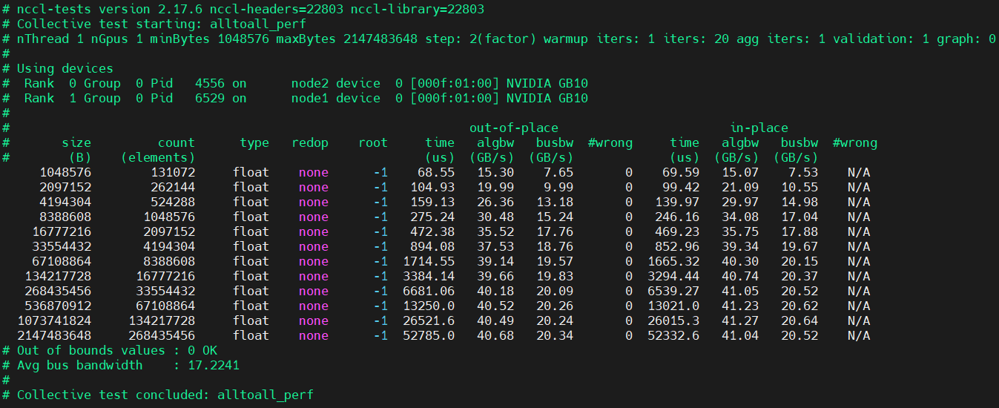 # nccl-tests version 2.17.6 nccl-headers=22803 nccl-library=22803
# Collective test starting: alltoall_perf
# nThread 1 nGpus 1 minBytes 1048576 maxBytes 2147483648 step: 2(factor) warmup iters: 1 iters: 20 agg iters: 1 validation: 1 graph: 0
#
# Using devices
#  Rank  0 Group  0 Pid   4556 on      node2 device  0 [000f:01:00] NVIDIA GB10
#  Rank  1 Group  0 Pid   6529 on      node1 device  0 [000f:01:00] NVIDIA GB10
#
#                                                              out-of-place                       in-place
#       size         count      type   redop    root     time   algbw   busbw  #wrong     time   algbw   busbw  #wrong
#        (B)    (elements)                               (us)  (GB/s)  (GB/s)             (us)  (GB/s)  (GB/s)
     1048576        131072     float    none      -1    68.55   15.30    7.65       0    69.59   15.07    7.53     N/A
     2097152        262144     float    none      -1   104.93   19.99    9.99       0    99.42   21.09   10.55     N/A
     4194304        524288     float    none      -1   159.13   26.36   13.18       0   139.97   29.97   14.98     N/A
     8388608       1048576     float    none      -1   275.24   30.48   15.24       0   246.16   34.08   17.04     N/A
    16777216       2097152     float    none      -1   472.38   35.52   17.76       0   469.23   35.75   17.88     N/A
    33554432       4194304     float    none      -1   894.08   37.53   18.76       0   852.96   39.34   19.67     N/A
    67108864       8388608     float    none      -1  1714.55   39.14   19.57       0  1665.32   40.30   20.15     N/A
   134217728      16777216     float    none      -1  3384.14   39.66   19.83       0  3294.44   40.74   20.37     N/A
   268435456      33554432     float    none      -1  6681.06   40.18   20.09       0  6539.27   41.05   20.52     N/A
   536870912      67108864     float    none      -1  13250.0   40.52   20.26       0  13021.0   41.23   20.62     N/A
  1073741824     134217728     float    none      -1  26521.6   40.49   20.24       0  26015.3   41.27   20.64     N/A
  2147483648     268435456     float    none      -1  52785.0   40.68   20.34       0  52332.6   41.04   20.52     N/A
# Out of bounds values : 0 OK
# Avg bus bandwidth    : 17.2241
#
# Collective test concluded: alltoall_perf